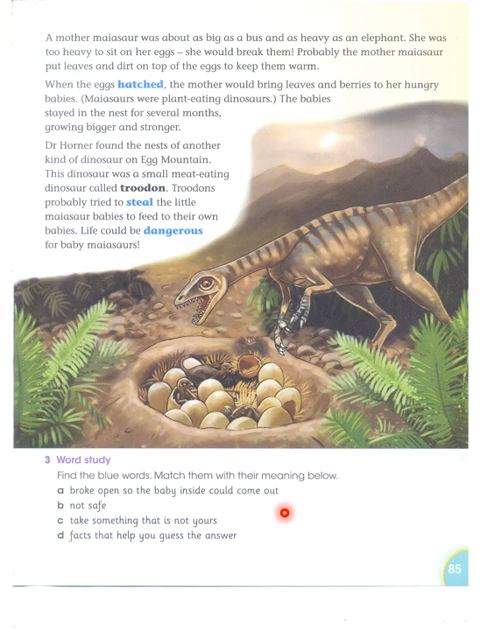 A mother maiasaur was about as big as a bus and as heavy as an elephant. She was
too heavy to sit on her eggs – she would break them! Probably the mother maiasaur
put leaves and dirt on top of the eggs to keep them warm.
When the eggs hatched, the mother would bring leaves and berries to her hungry
babies. (Maiasaurs were plant-eating dinosaurs.) The babies
stayed in the nest for several months,
growing bigger and stronger.
Dr Horner found the nests of another
kind of dinosaur on Egg Mountain.
This dinosaur was a small meat-eating
dinosaur called troodon. Troodons
probably tried to steal the little
maiasaur babies to feed to their own
babies. Life could be dangerous
for baby maiasaurs!
3 Word study
Find the blue words. Match them with their meaning below.
a broke open so the baby inside could come out
b not safe
c take something that is not yours
d facts that help you guess the answer
85